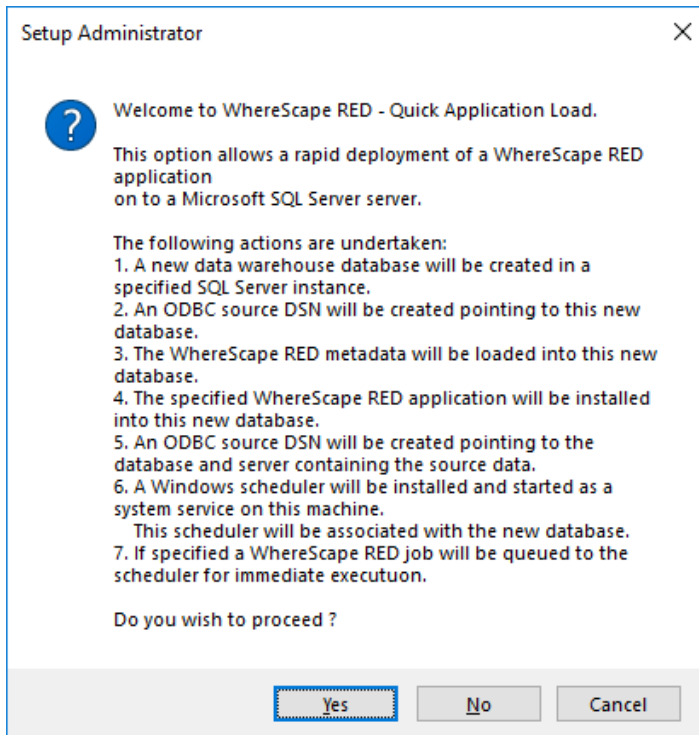 Setup Administrator
Welcome to WhereScape RED - Quick Application Load.
This option allows a rapid deployment of a WhereScape RED
application
on to a Microsoft SQL Server server.
The following actions are undertaken:
1. A new data warehouse database will be created in a
specified SQL Server instance.
2. An ODBC source DSN will be created pointing to this new
database.
3. The WhereScape RED metadata will be loaded into this new
database.
4. The specified WhereScape RED application will be installed
into this new database.
5. An ODBC source DSN will be created pointing to the
database and server containing the source data.
6. A Windows scheduler will be installed and started as a
system service on this machine.
This scheduler will be associated with the new database.
7. If specified a WhereScape RED job will be queued to the
scheduler for immediate executuon.
Do you wish to proceed ?
Yes No Cancel